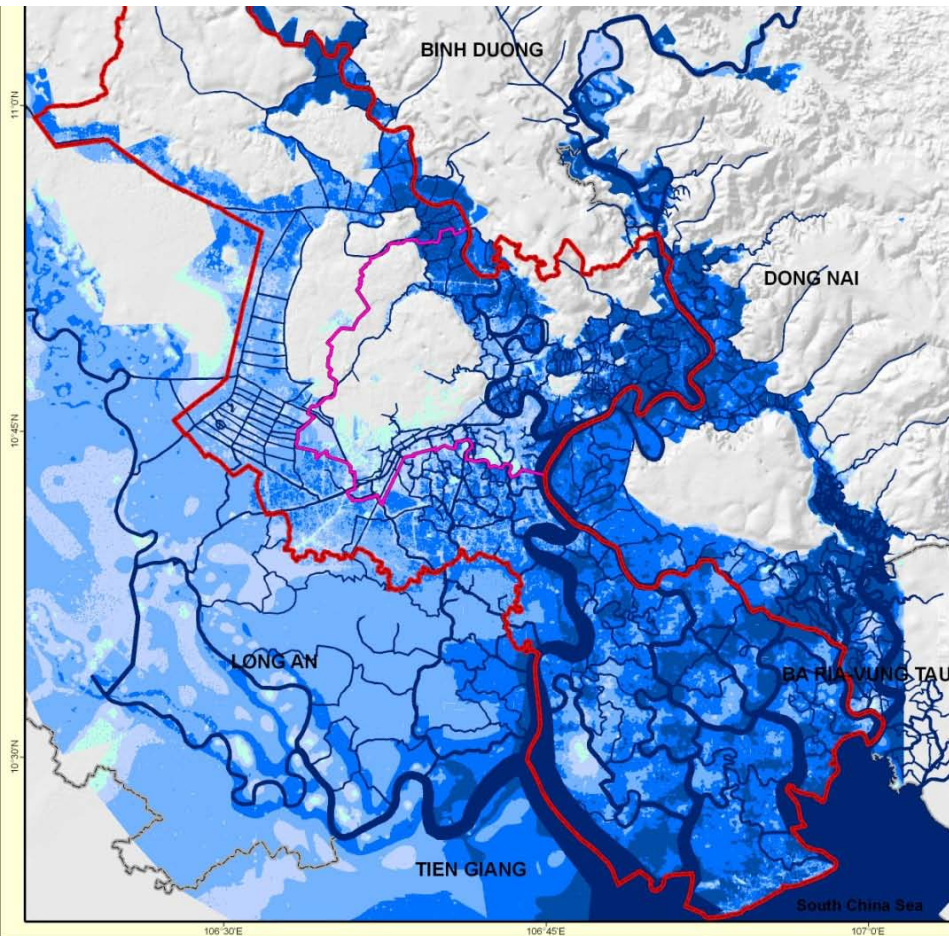 BINH DUONG
11°0'N
DONG NAI
10°45'N
LONG AN
BA RIA-VUNG TAU
10°30'N
TIEN GIANG
South China Sea
106°30'E
106°45'E
107°0'E